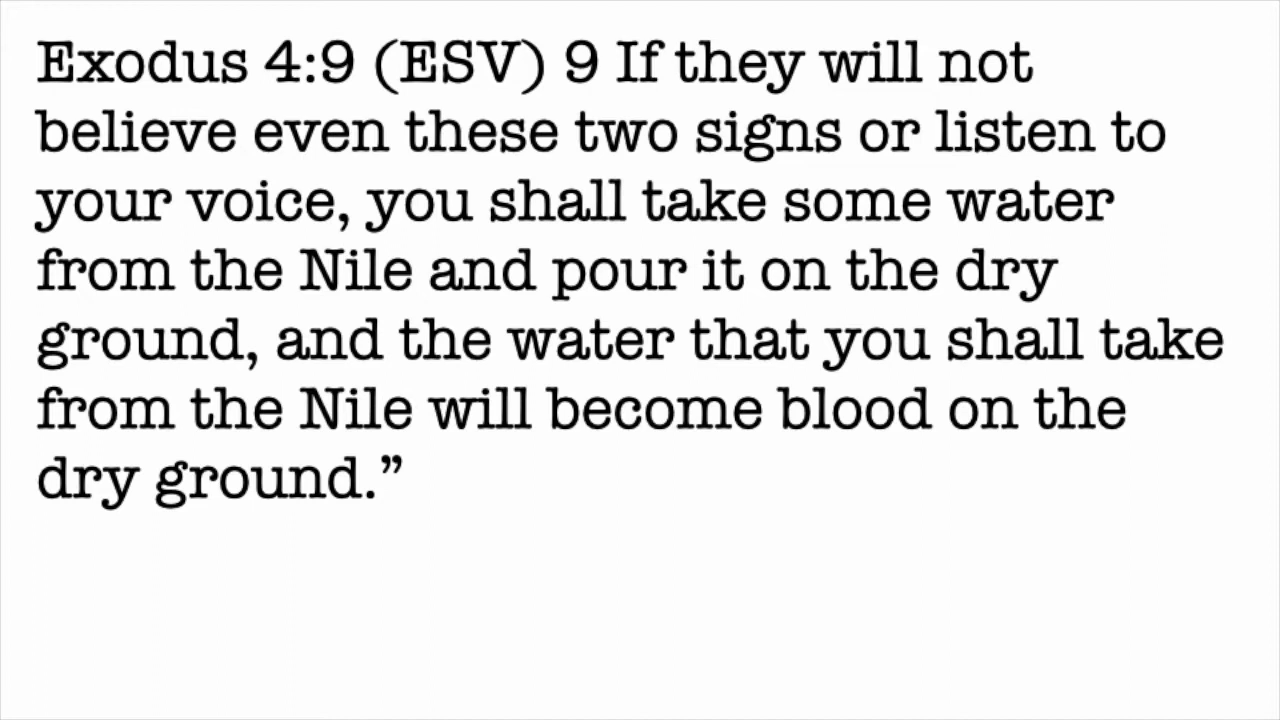 Exodus 4:9 (ESV) 9 If they will not
believe even these two signs or listen to
your voice, you shall take some water
from the Nile and pour it on the dry
ground, and the water that you shall take
from the Nile will become blood on the
dry ground.”